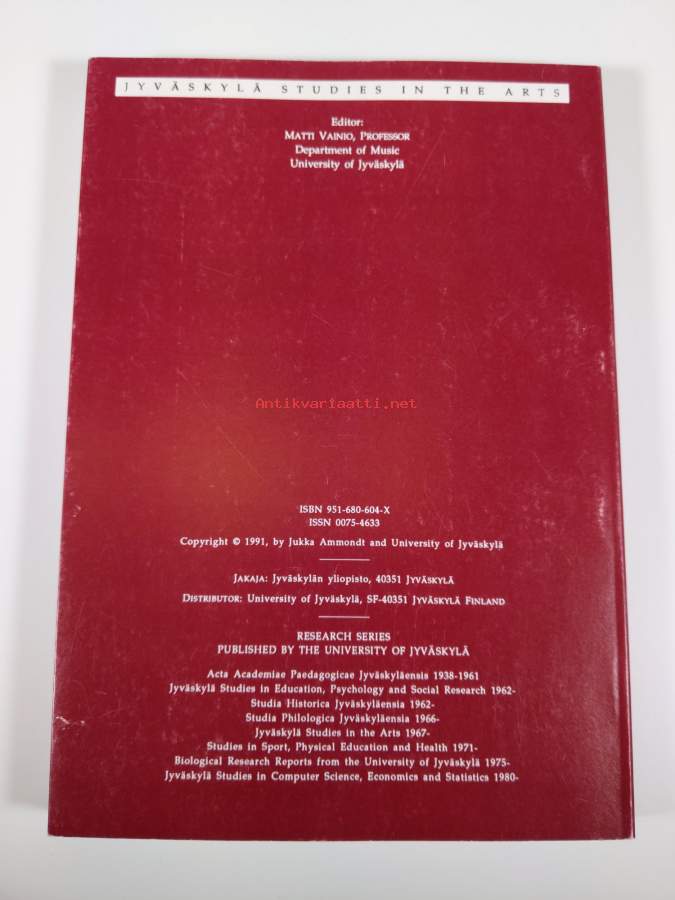 JYVÄSKYLÄ STUDIES IN THE ARTS
Editor:
MATTI VAINIO, PROFESSOR
Department of Music
University of Jyväskylä
Antikvariaatti.net
ISBN 951-680-604-X
ISSN 0075-4633
Copyright © 1991, by Jukka Ammondt and University of Jyväskylä
JAKAJA: Jyväskylän yliopisto, 40351 JYVÄSKYLÄ
DISTRIBUTOR: University of Jyväskylä, SF-40351 JYVÄSKYLÄ FINLAND
RESEARCH SERIES
PUBLISHED BY THE UNIVERSITY OF JYVÄSKYLÄ
Acta Academiae Paedagogicae Jyväskyläensis 1938-1961
Jyväskylä Studies in Education, Psychology and Social Research 1962-
Studia Historica Jyväskyläensia 1962-
Studia Philologica Jyväskyläensia 1966-
Jyväskylä Studies in the Arts 1967-
Studies in Sport, Physical Education and Health 1971-
Biological Research Reports from the University of Jyväskylä 1975-
Jyväskylä Studies in Computer Science, Economics and Statistics 1980-